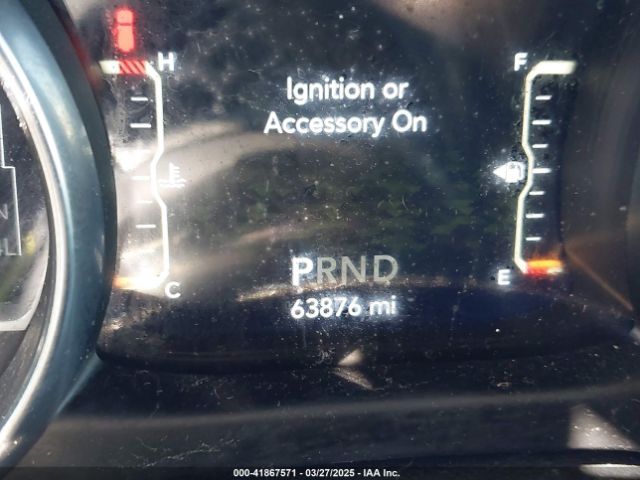 H
F
Ignition or
Accessory On
PRND
E
C
63876 mi
000-41867571 | 03/27/2025 | IAA Inc.